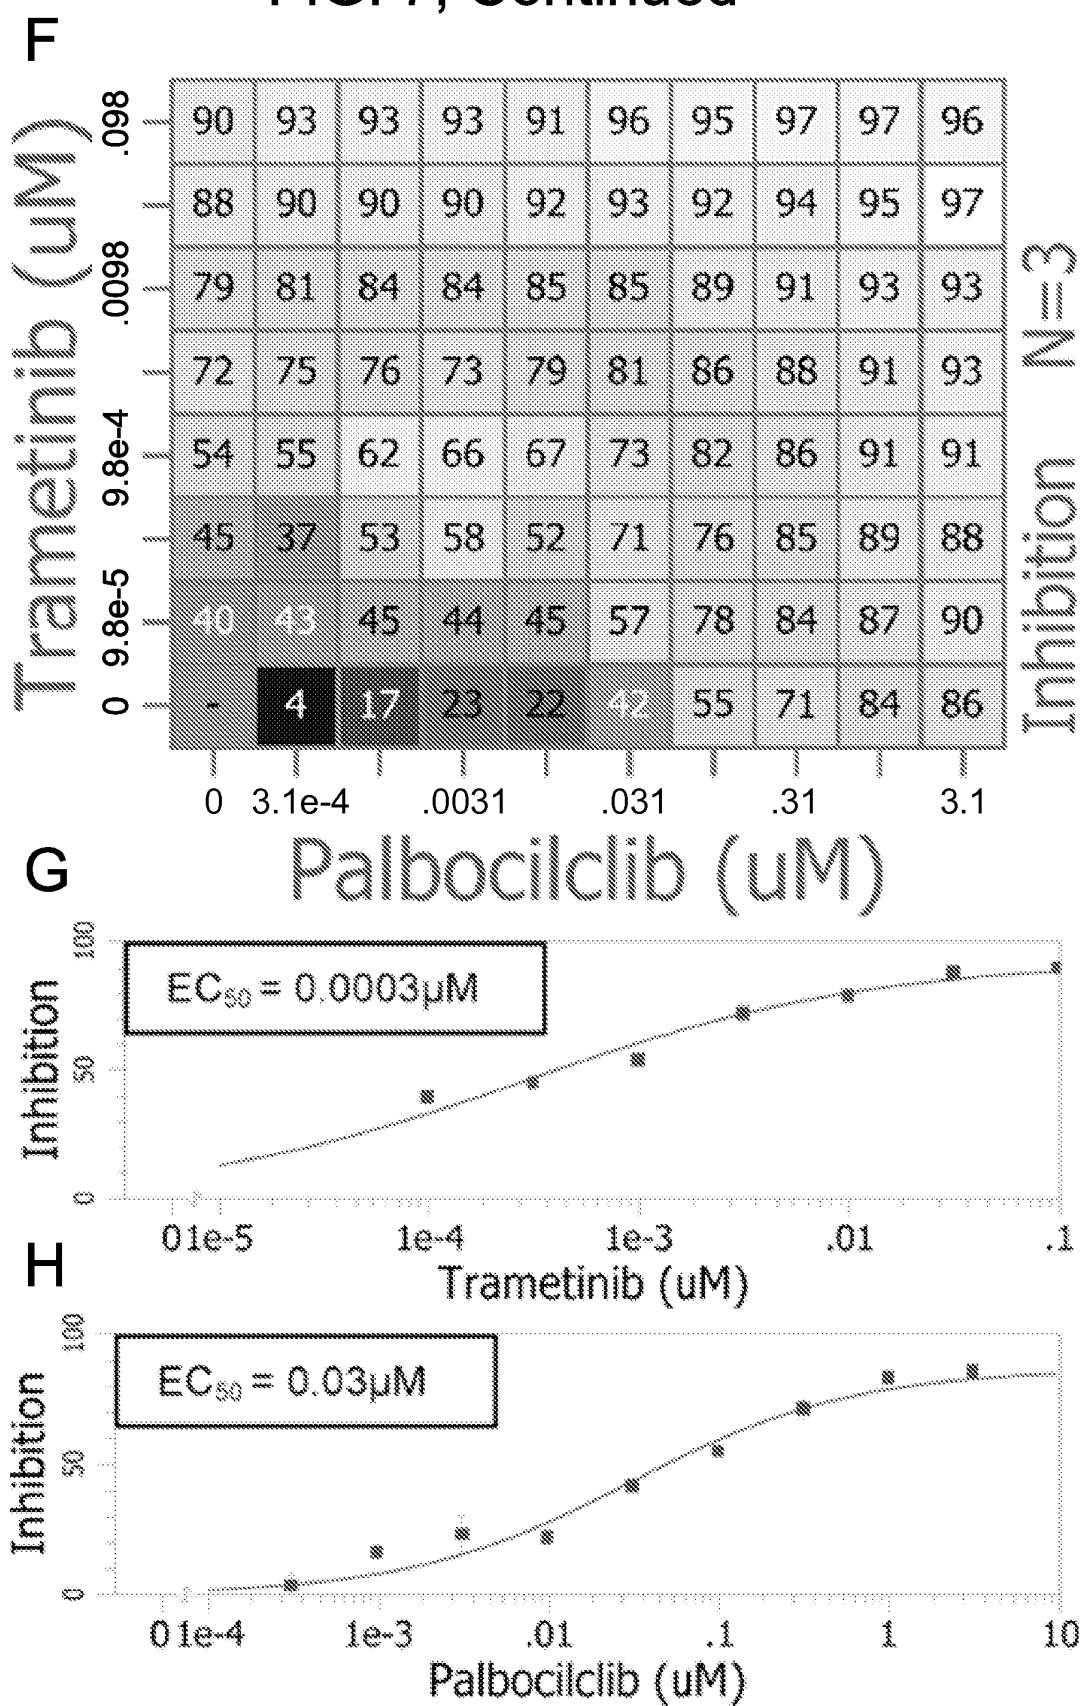 FIG. 7, Continued
F
Trametinib (uM)
.098
90 93 93 93 91 96 95 97 97 96
88 90 90 90 92 93 92 94 95 97
.0098
79 81 84 84 85 85 89 91 93 93
72 75 76 73 79 81 86 88 91 93
9.8e-4
54 55 62 66 67 73 82 86 91 91
45 37 53 58 52 71 76 85 89 88
9.8e-5
40 43 45 44 45 57 78 84 87 90
0
- 4 17 23 22 42 55 71 84 86
Inhibition N=3
0 3.1e-4 .0031 .031 .31 3.1
Palbocilclib (uM)
G
EC50 = 0.0003µM
Inhibition
100
50
0
0 1e-5 1e-4 1e-3 .01 .1
Trametinib (uM)
H
EC50 = 0.03µM
Inhibition
100
50
0
0 1e-4 1e-3 .01 .1 1 10
Palbocilclib (uM)